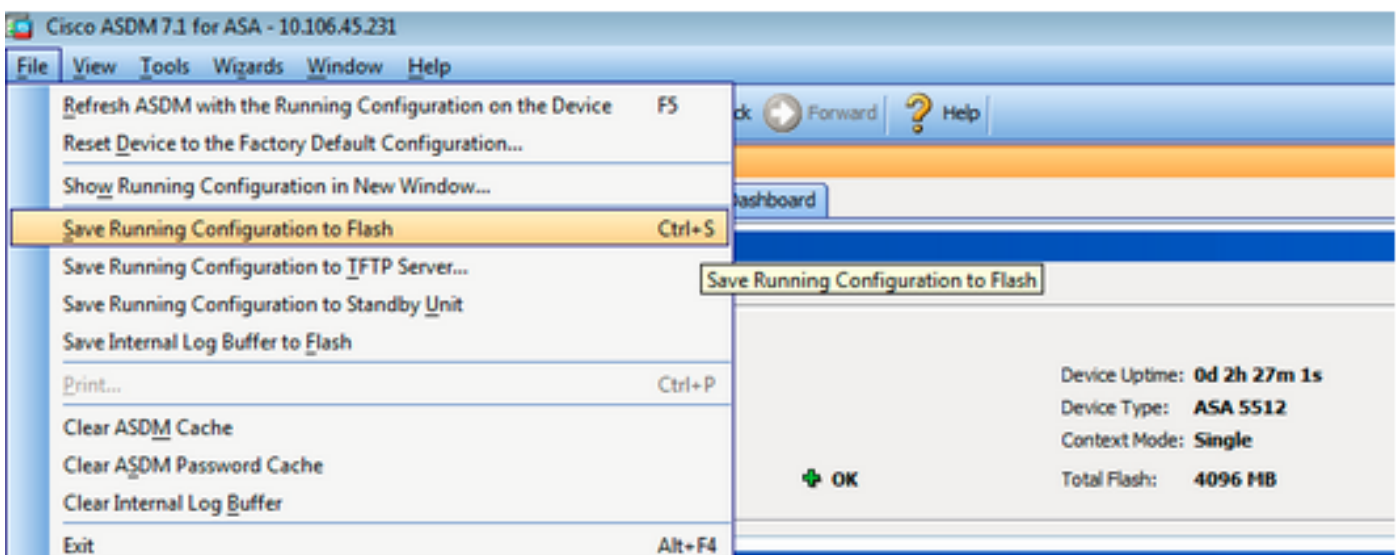 Cisco ASDM 7.1 for ASA - 10.106.45.231
File View Tools Wizards Window Help
Refresh ASDM with the Running Configuration on the Device F5
ck Forward Help
Reset Device to the Factory Default Configuration...
Show Running Configuration in New Window...
Dashboard
Save Running Configuration to Flash Ctrl+S
Save Running Configuration to TFTP Server...
Save Running Configuration to Flash
Save Running Configuration to Standby Unit
Save Internal Log Buffer to Flash
Print... Ctrl+P
Device Uptime: 0d 2h 27m 1s
Device Type: ASA 5512
Clear ASDM Cache
Context Mode: Single
Clear ASDM Password Cache
OK
Total Flash: 4096 MB
Clear Internal Log Buffer
Exit Alt+F4